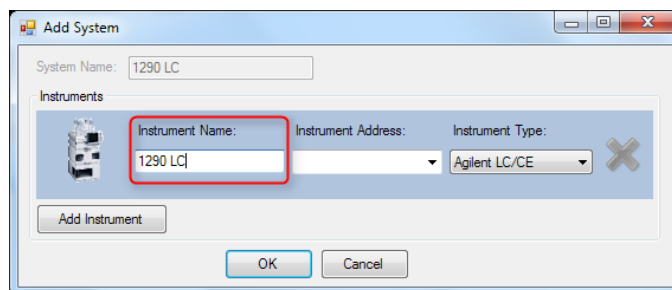 Add System
System Name: 1290 LC
Instruments
Instrument Name: Instrument Address: Instrument Type:
1290 LC Agilent LC/CE
Add Instrument
OK Cancel